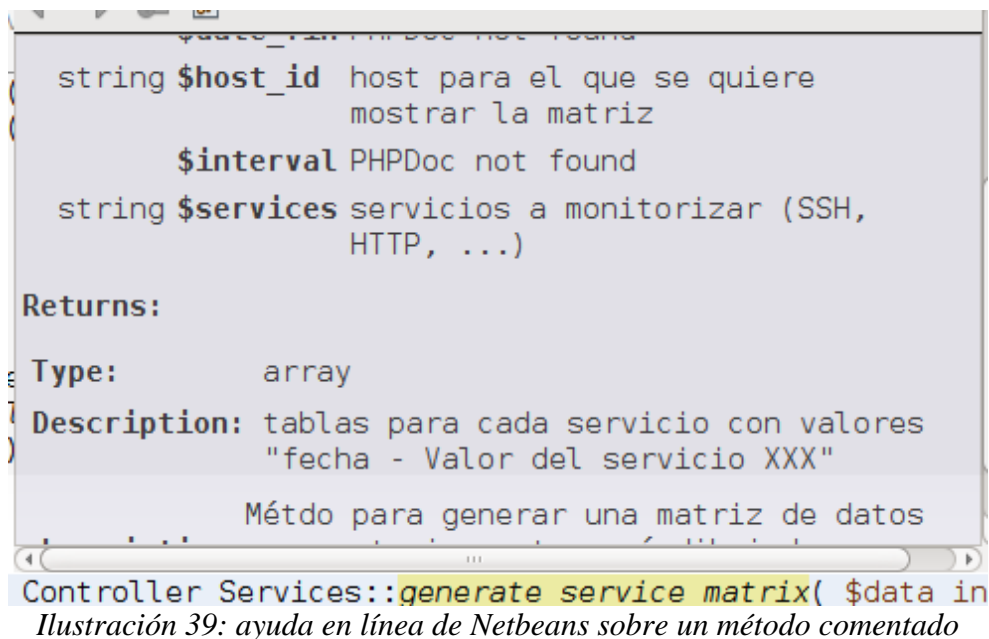 string $host_id host para el que se quiere
mostrar la matriz
$interval PHPDoc not found
string $services servicios a monitorizar (SSH,
HTTP, ...)
Returns:
Type: array
Description: tablas para cada servicio con valores
"fecha - Valor del servicio XXX"
Métdo para generar una matriz de datos
Controller Services::generate service matrix( $data in
Ilustración 39: ayuda en línea de Netbeans sobre un método comentado